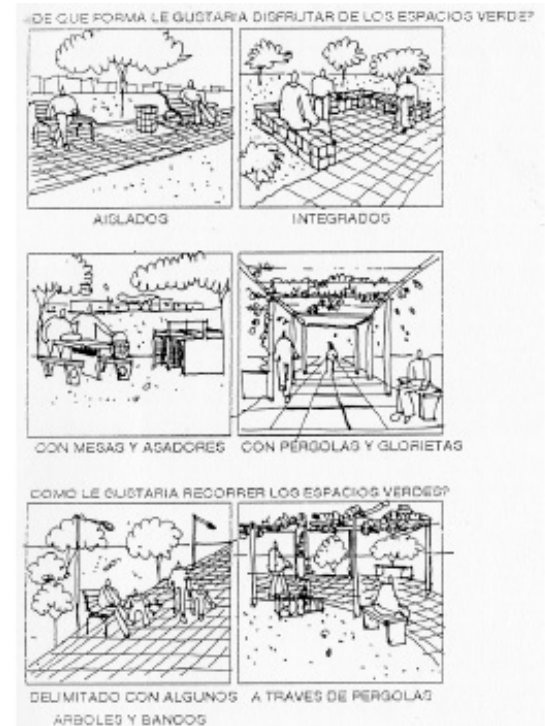 ¿DE QUE FORMA LE GUSTARIA DISFRUTAR DE LOS ESPACIOS VERDE?
AISLADOS
INTEGRADOS
CON MESAS Y ASADORES
CON PERGOLAS Y GLORIETAS
COMO LE GUSTARIA RECORRER LOS ESPACIOS VERDES?
DELIMITADO CON ALGUNOS
ARBOLES Y BANCOS
A TRAVES DE PERGOLAS